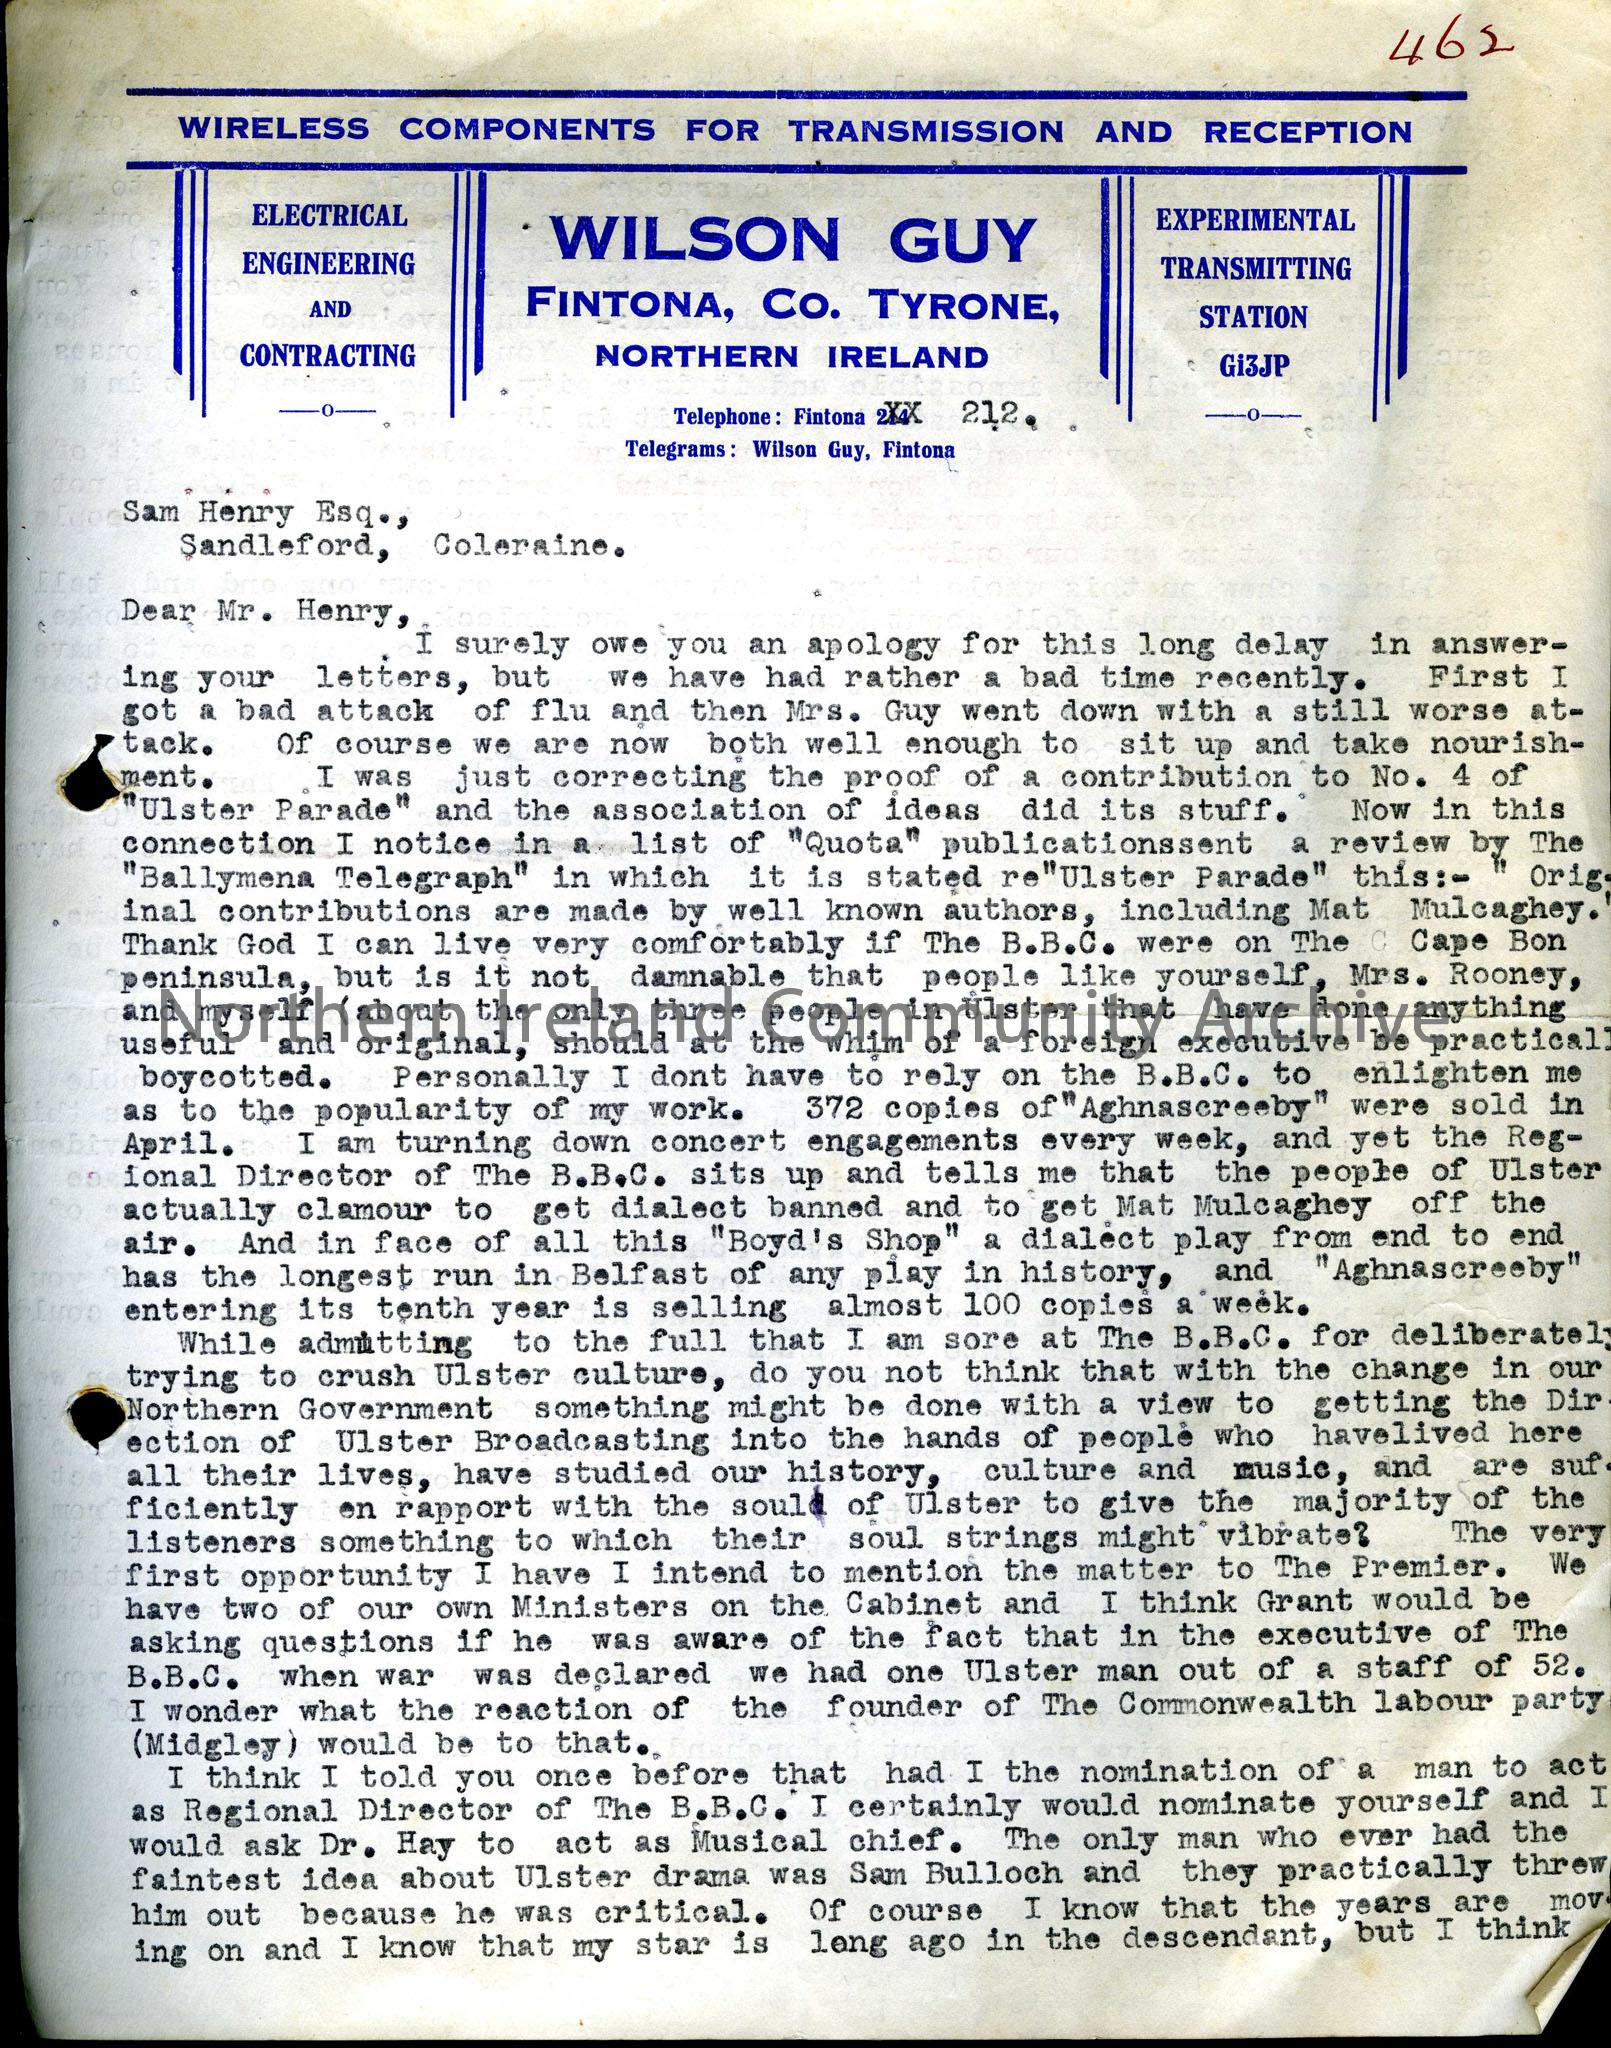 462
WIRELESS COMPONENTS FOR TRANSMISSION AND RECEPTION
ELECTRICAL
ENGINEERING
AND
CONTRACTING
WILSON GUY
FINTONA, CO. TYRONE,
NORTHERN IRELAND
Telephone: Fintona 2XX 212.
Telegrams: Wilson Guy, Fintona
EXPERIMENTAL
TRANSMITTING
STATION
Gi3JP
Sam Henry Esq.,
Sandleford, Coleraine.
Dear Mr. Henry,
I surely owe you an apology for this long delay in answer-
ing your letters, but we have had rather a bad time recently. First I
got a bad attack of flu and then Mrs. Guy went down with a still worse at-
tack. Of course we are now both well enough to sit up and take nourish-
ment. I was just correcting the proof of a contribution to No. 4 of
"Ulster Parade" and the association of ideas did its stuff. Now in this
connection I notice in a list of "Quota" publicationssent a review by The
"Ballymena Telegraph" in which it is stated re"Ulster Parade" this:- " Orig-
inal contributions are made by well known authors, including Mat Mulcaghey."
Thank God I can live very comfortably if The B.B.C. were on The C Cape Bon
peninsula, but is it not damnable that people like yourself, Mrs. Rooney,
and myself (about the only three people in Ulster that have done anything
useful and original, should at the whim of a foreign executive be practicall
boycotted. Personally I dont have to rely on the B.B.C. to enlighten me
as to the popularity of my work. 372 copies of"Aghnascreeby" were sold in
April. I am turning down concert engagements every week, and yet the Reg-
ional Director of The B.B.C. sits up and tells me that the people of Ulster
actually clamour to get dialect banned and to get Mat Mulcaghey off the
air. And in face of all this "Boyd's Shop" a dialect play from end to end
has the longest run in Belfast of any play in history, and "Aghnascreeby"
entering its tenth year is selling almost 100 copies a week.
While admitting to the full that I am sore at The B.B.C. for deliberately
trying to crush Ulster culture, do you not think that with the change in our
Northern Government something might be done with a view to getting the Dir-
ection of Ulster Broadcasting into the hands of people who havelived here
all their lives, have studied our history, culture and music, and are suf-
ficiently en rapport with the soul of Ulster to give the majority of the
listeners something to which their soul strings might vibrate? The very
first opportunity I have I intend to mention the matter to The Premier. We
have two of our own Ministers on the Cabinet and I think Grant would be
asking questions if he was aware of the fact that in the executive of The
B.B.C. when war was declared we had one Ulster man out of a staff of 52.
I wonder what the reaction of the founder of The Commonwealth labour party
(Midgley) would be to that.
I think I told you once before that had I the nomination of a man to act
as Regional Director of The B.B.C. I certainly would nominate yourself and I
would ask Dr. Hay to act as Musical chief. The only man who ever had the
faintest idea about Ulster drama was Sam Bulloch and they practically threw
him out because he was critical. Of course I know that the years are mov-
ing on and I know that my star is long ago in the descendant, but I think
Northern Ireland Community Archive